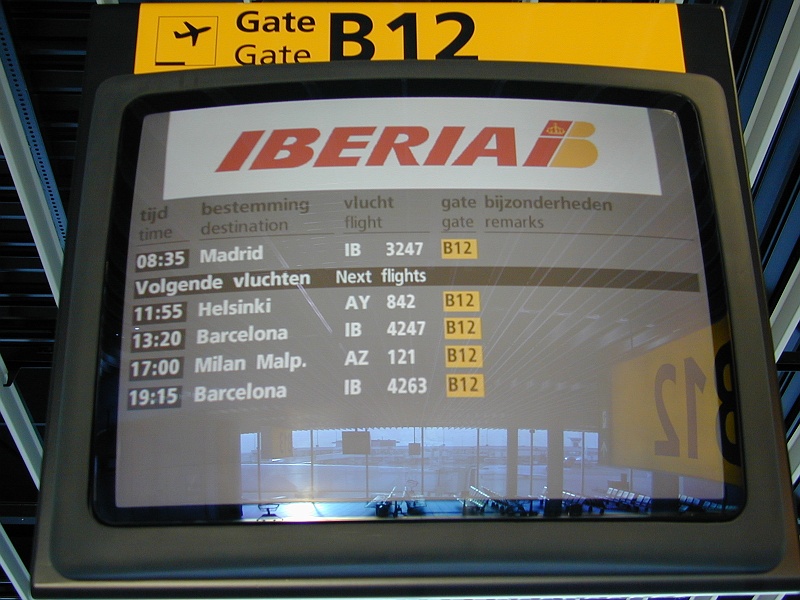 Gate B12
Gate
IBERIA IB
tijd bestemming vlucht gate bijzonderheden
time destination flight gate remarks
08:35 Madrid IB 3247 B12
Volgende vluchten Next flights
11:55 Helsinki AY 842 B12
13:20 Barcelona IB 4247 B12
17:00 Milan Malp. AZ 121 B12
19:15 Barcelona IB 4263 B12
B12